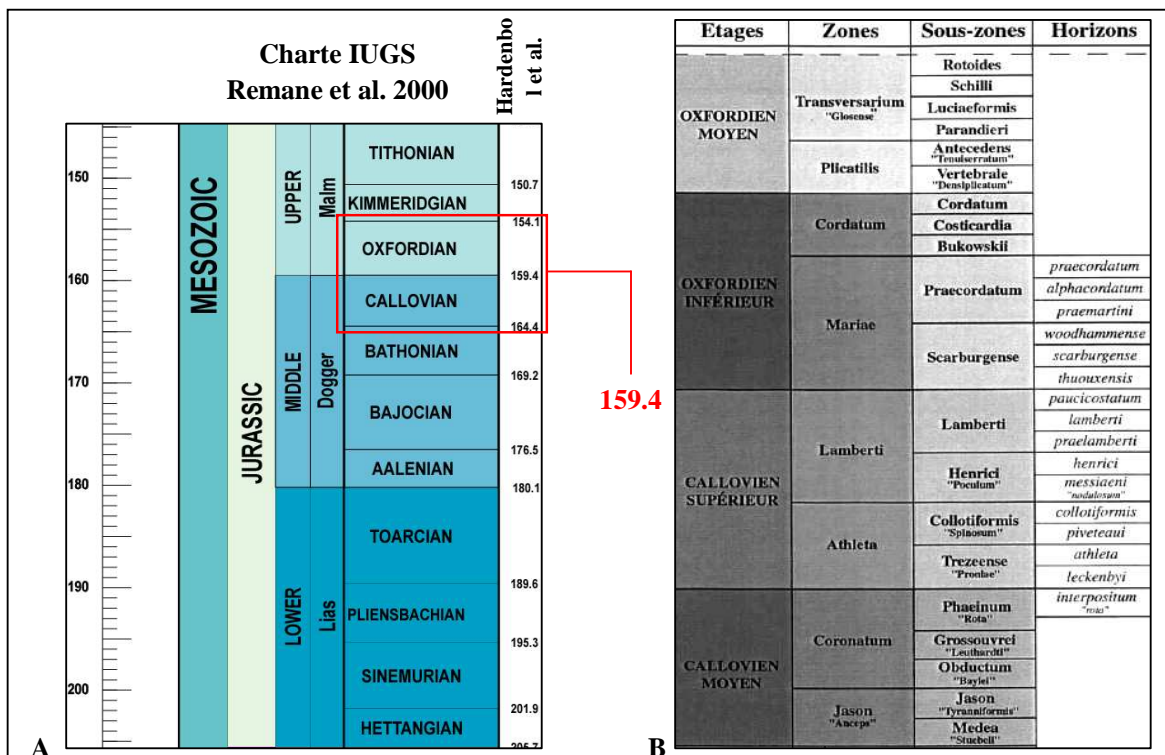 Charte IUGS
Remane et al. 2000
Hardenbo
l et al.
150
160
170
180
190
200
MESOZOIC
JURASSIC
UPPER
MIDDLE
LOWER
Malm
Dogger
Lias
TITHONIAN
150.7
KIMMERIDGIAN
154.1
OXFORDIAN
159.4
CALLOVIAN
164.4
BATHONIAN
169.2
BAJOCIAN
176.5
AALENIAN
180.1
TOARCIAN
189.6
PLIENSBACHIAN
195.3
SINEMURIAN
201.9
HETTANGIAN
205.7
159.4
A
Etages Zones Sous-zones Horizons
OXFORDIEN
MOYEN
Transversarium
"Glosense"
Rotoides
Schilli
Luciaeformis
Parandieri
Plicatilis
Antecedens
"Tenuiserratum"
Vertebrale
"Densiplicatum"
OXFORDIEN
INFÉRIEUR
Cordatum
Cordatum
Costicardia
Bukowskii
Mariae
Praecordatum
praecordatum
alphacordatum
praemartini
Scarburgense
woodhammense
scarburgense
thuouxensis
CALLOVIEN
SUPÉRIEUR
Lamberti
Lamberti
paucicostatum
lamberti
praelamberti
Henrici
"Poculum"
henrici
messiaeni
"nodulosum"
Athleta
Collotiformis
"Spinosum"
collotiformis
piveteaui
Trezeense
"Proniae"
athleta
leckenbyi
CALLOVIEN
MOYEN
Coronatum
Phaeinum
"Rota"
interpositum
"rota"
Grossouvrei
"Leuthardti"
Obductum
"Baylei"
Jason
"Anceps"
Jason
"Tyranniformis"
Medea
"Stuebeli"
B